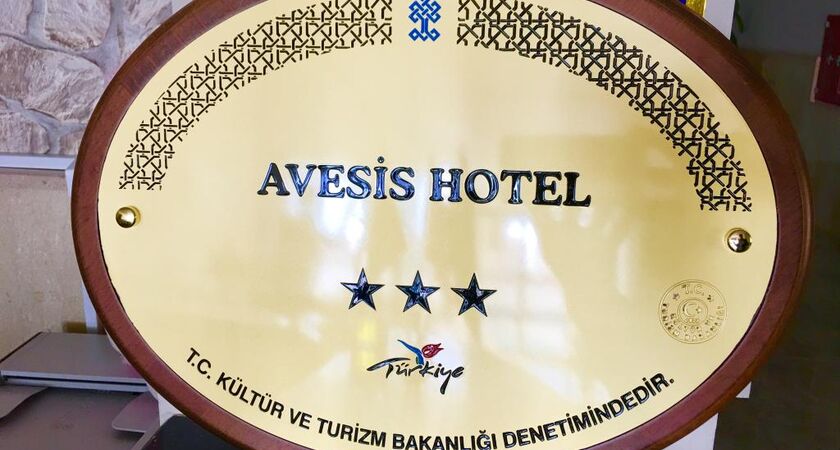 AVESİS HOTEL
Türkiye
T.C. KÜLTÜR VE TURİZM BAKANLIĞI DENETİMİNDEDİR.
T.C.